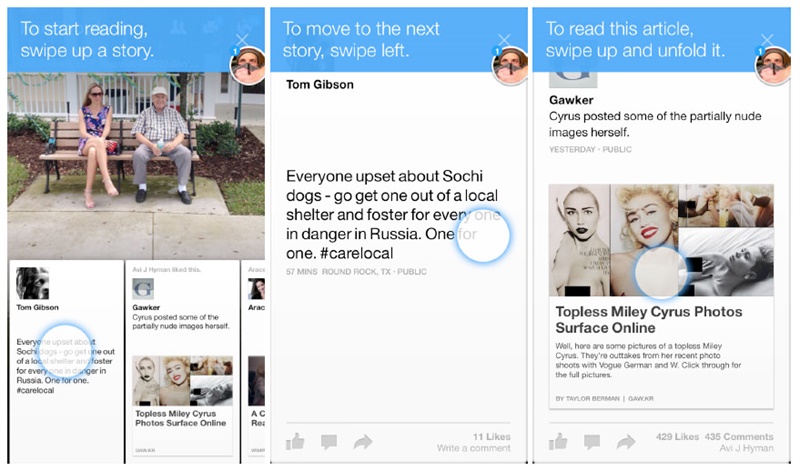 To start reading,
swipe up a story.
1
Avi J Hyman liked this.
Arace
Tom Gibson
Gawker
Cyrus posted some of the
partially nude images herself.
Ara
Everyone upset about
Sochi dogs - go get one out
of a local shelter and foster
for every one in danger in
Russia. One for one.
#carelocal
Topless Miley Cyrus Photos
Surface Online
GAW.KR
A C
Rea
To move to the next
story, swipe left.
1
Tom Gibson
Everyone upset about Sochi
dogs - go get one out of a local
shelter and foster for every one
in danger in Russia. One for
one. #carelocal
57 MINS ROUND ROCK, TX · PUBLIC
11 Likes
Write a comment
To read this article,
swipe up and unfold it.
1
G
Gawker
Cyrus posted some of the partially nude
images herself.
YESTERDAY · PUBLIC
Topless Miley Cyrus Photos
Surface Online
Well, here are some pictures of a topless Miley
Cyrus. They're outtakes from her recent photo
shoots with Vogue German and W. Click through for
the full pictures.
BY TAYLOR BERMAN | GAW.KR
429 Likes 435 Comments
Avi J Hyman